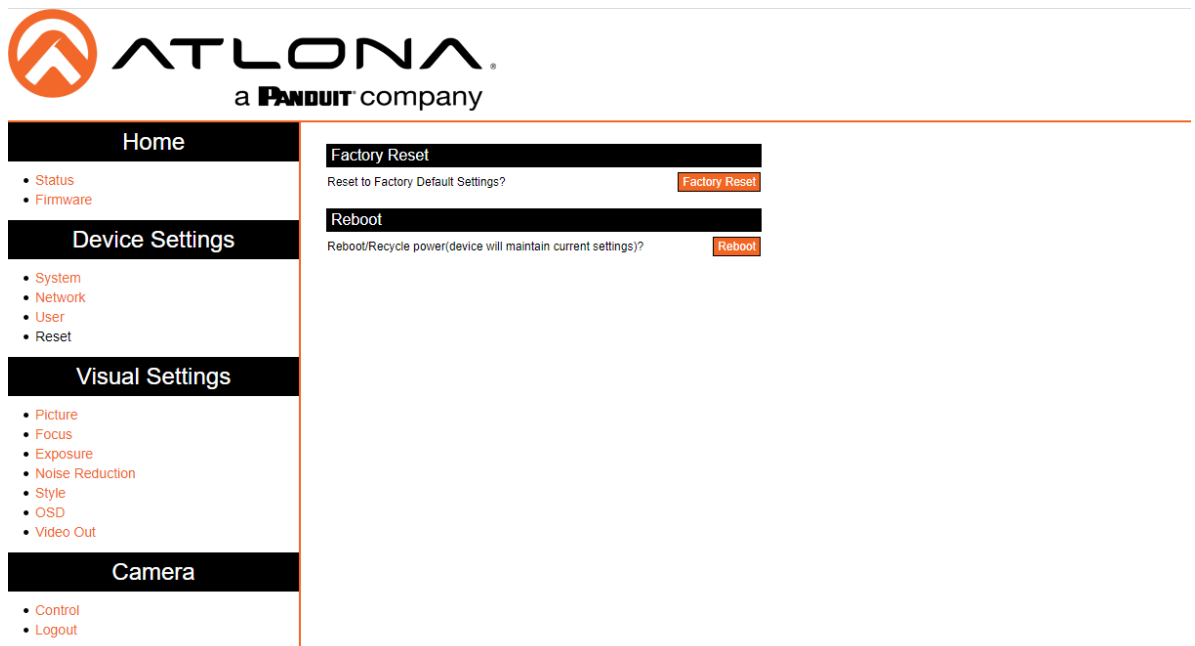 ATLONA®
a PANDUIT™ company
Home
Status
Firmware
Device Settings
System
Network
User
Reset
Visual Settings
Picture
Focus
Exposure
Noise Reduction
Style
OSD
Video Out
Camera
Control
Logout
Factory Reset
Reset to Factory Default Settings? Factory Reset
Reboot
Reboot/Recycle power(device will maintain current settings)? Reboot